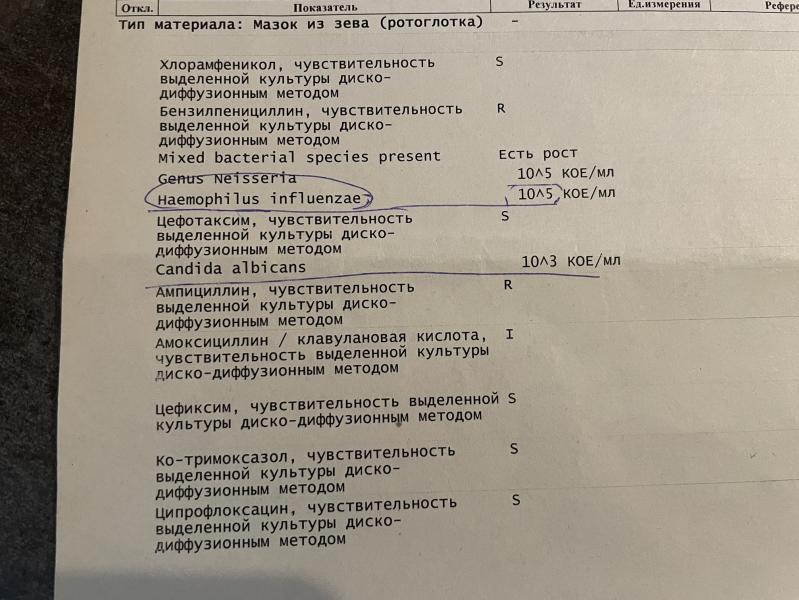 Откл. Показатель Результат Ед.измерения Рефере
Тип материала: Мазок из зева (ротоглотка) -
Хлорамфеникол, чувствительность S
выделенной культуры диско-
диффузионным методом
Бензилпенициллин, чувствительность R
выделенной культуры диско-
диффузионным методом
Mixed bacterial species present Есть рост
Genus Neisseria 10^5 КОЕ/мл
Haemophilus influenzae 10^5 КОЕ/мл
Цефотаксим, чувствительность S
выделенной культуры диско-
диффузионным методом
Candida albicans 10^3 КОЕ/мл
Ампициллин, чувствительность R
выделенной культуры диско-
диффузионным методом
Амоксициллин / клавулановая кислота, I
чувствительность выделенной культуры
диско-диффузионным методом
Цефиксим, чувствительность выделенной S
культуры диско-диффузионным методом
Ко-тримоксазол, чувствительность S
выделенной культуры диско-
диффузионным методом
Ципрофлоксацин, чувствительность S
выделенной культуры диско-
диффузионным методом